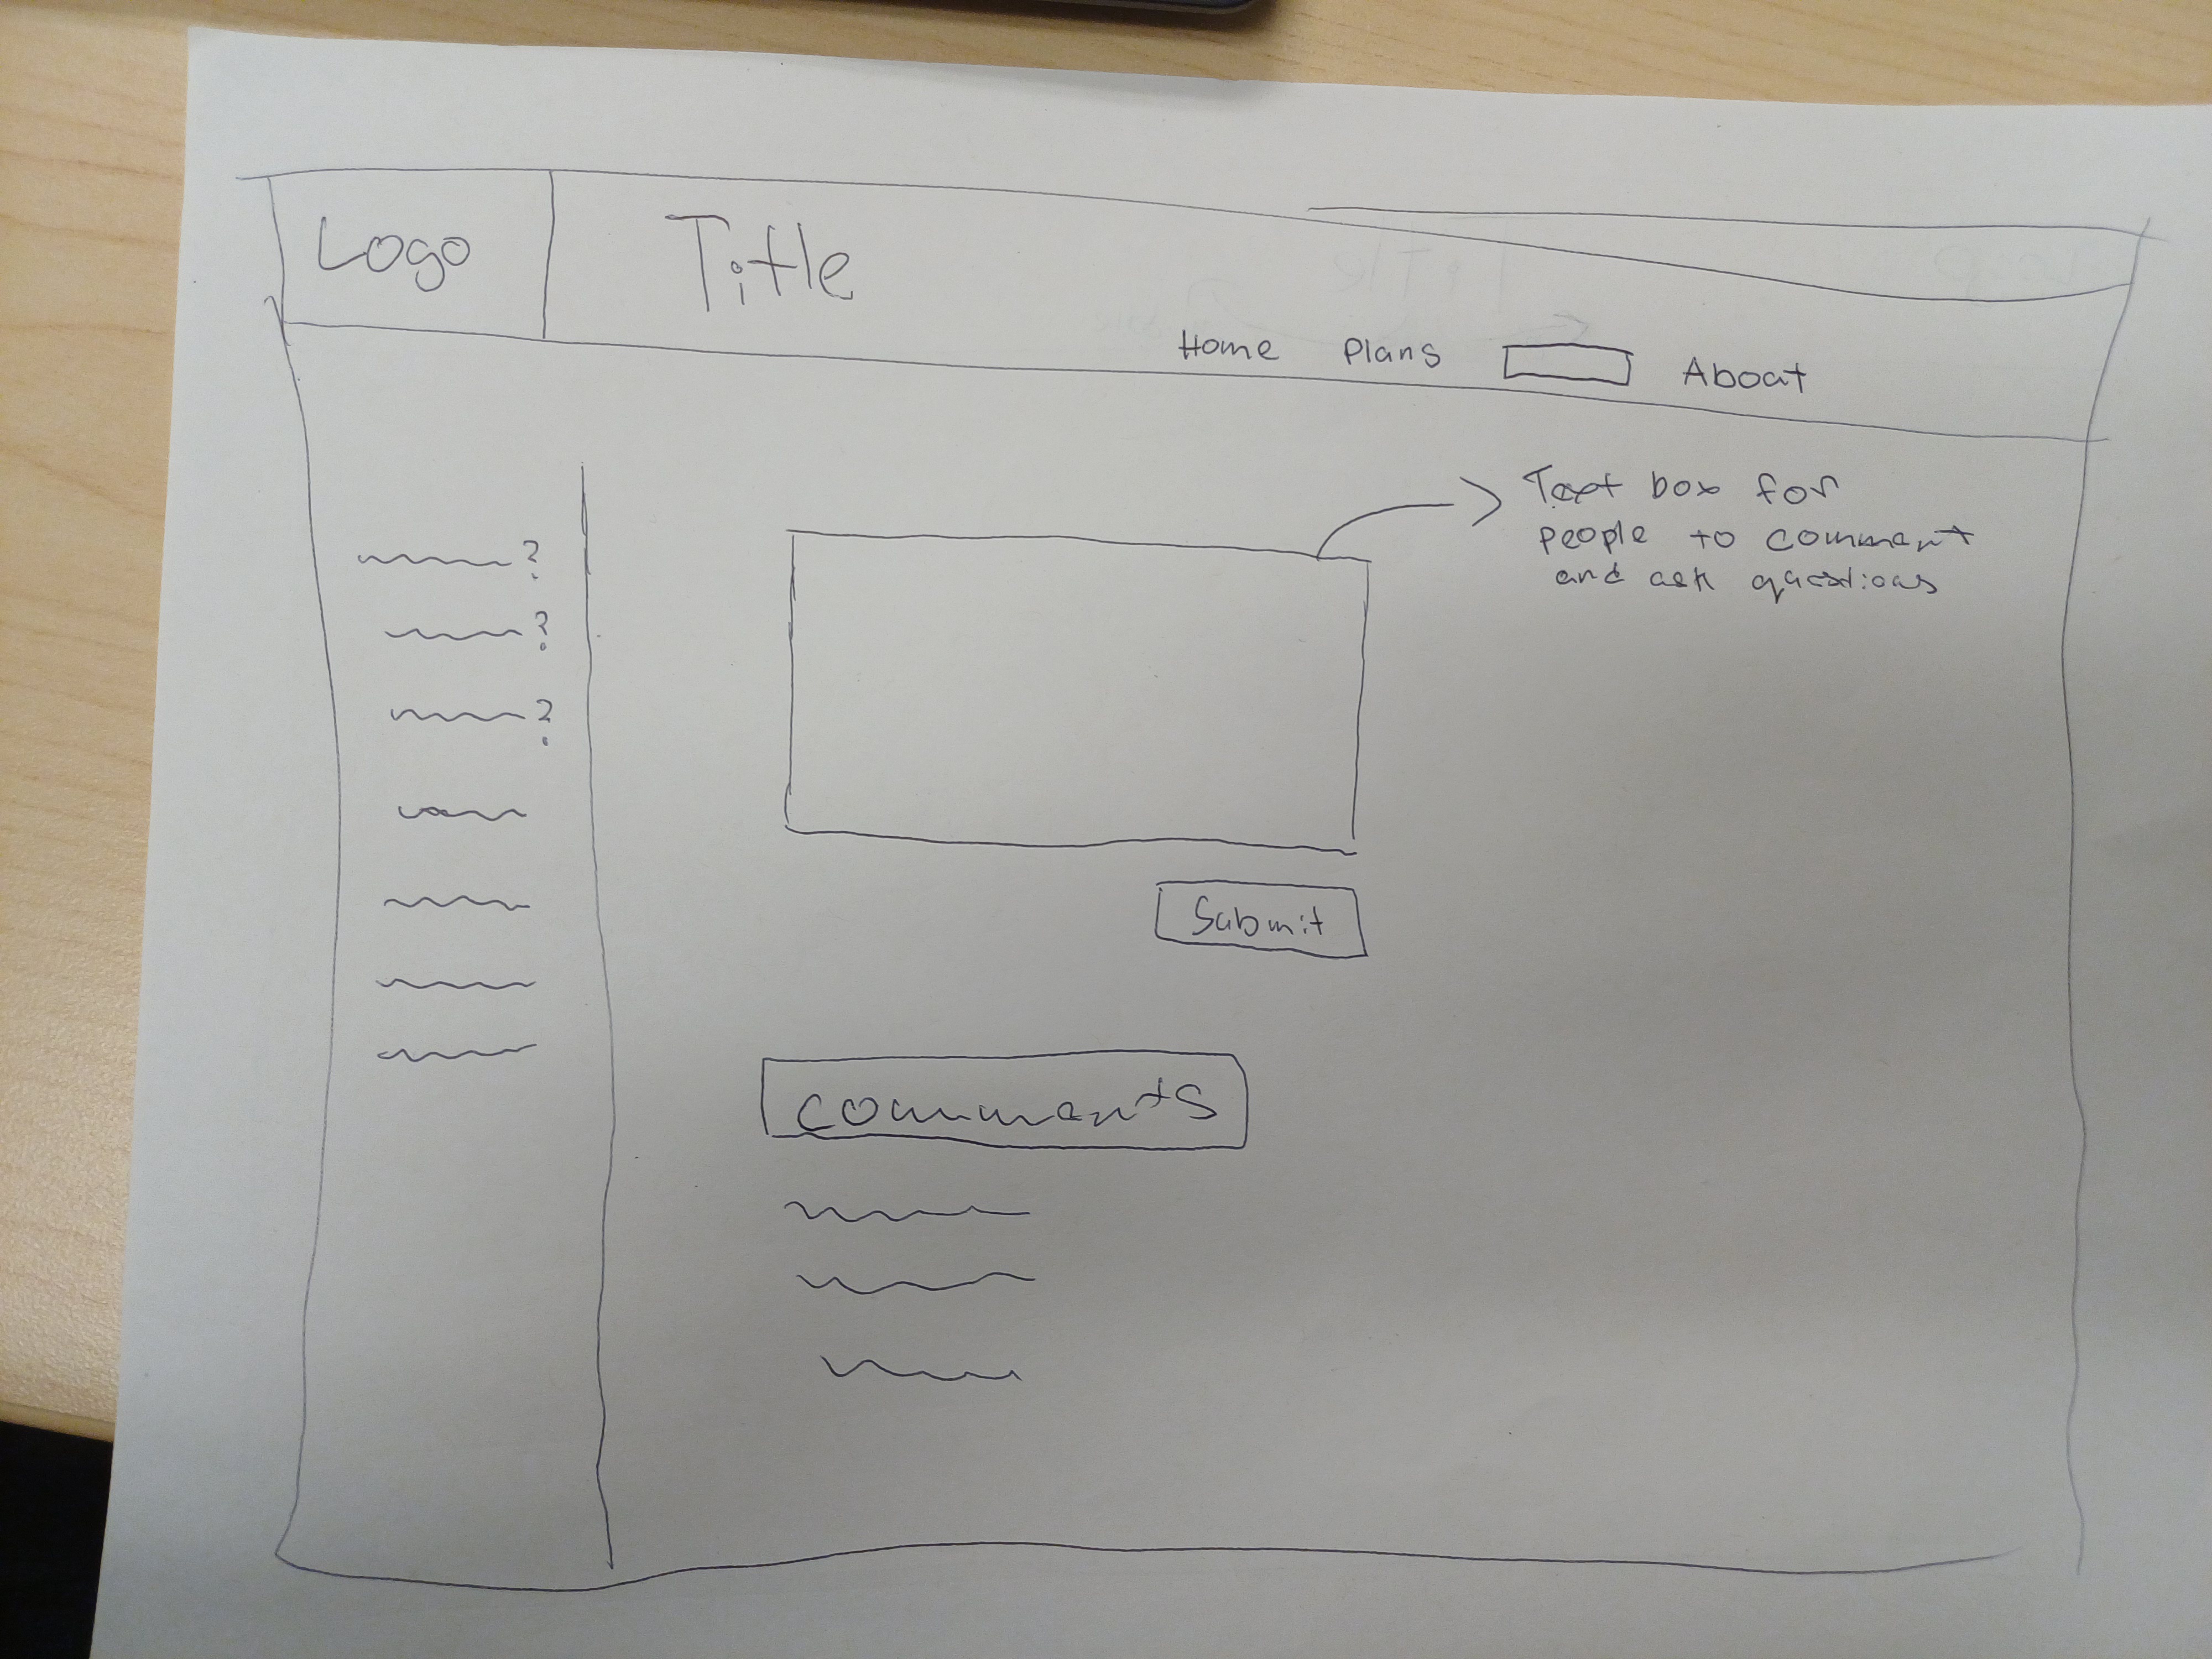 Logo
Title
Home Plans About
Text box for
people to comment
and ask questions
?
?
?
Submit
comments